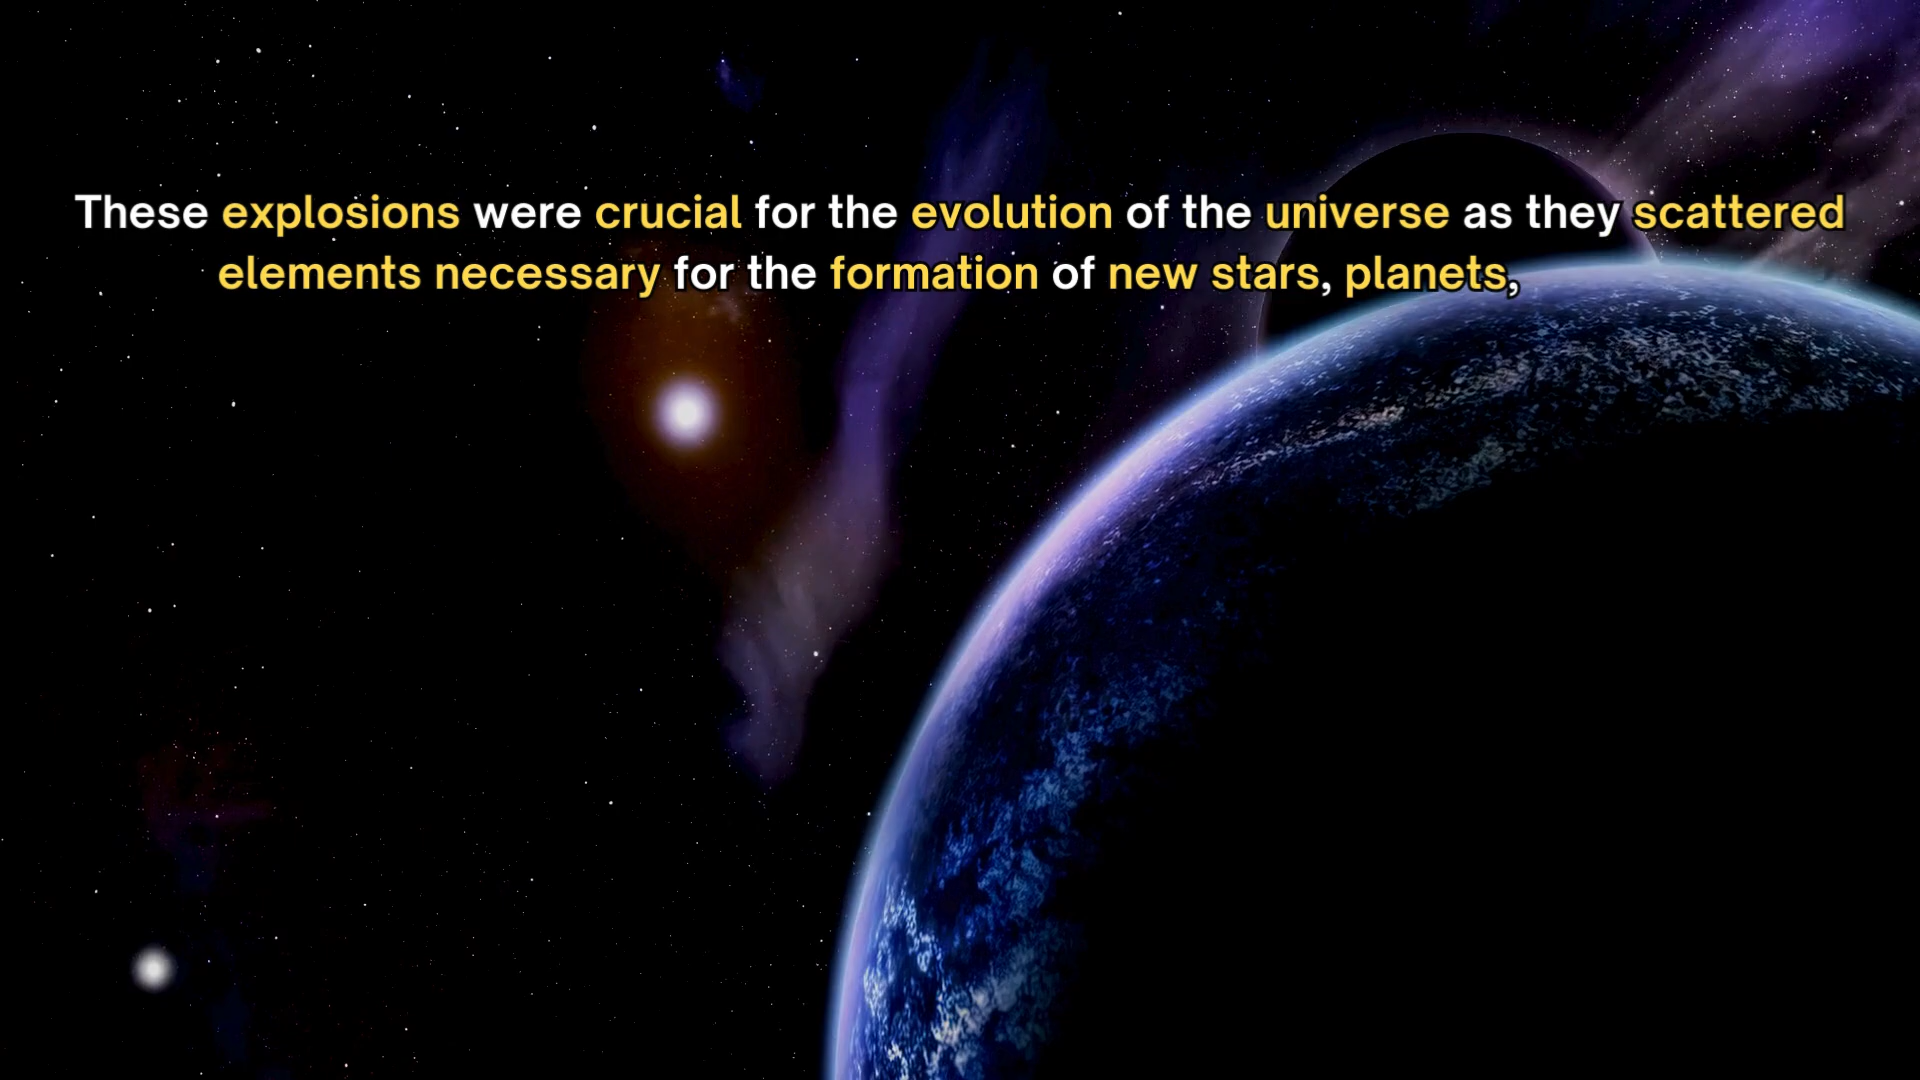 These explosions were crucial for the evolution of the universe as they scattered
elements necessary for the formation of new stars, planets,